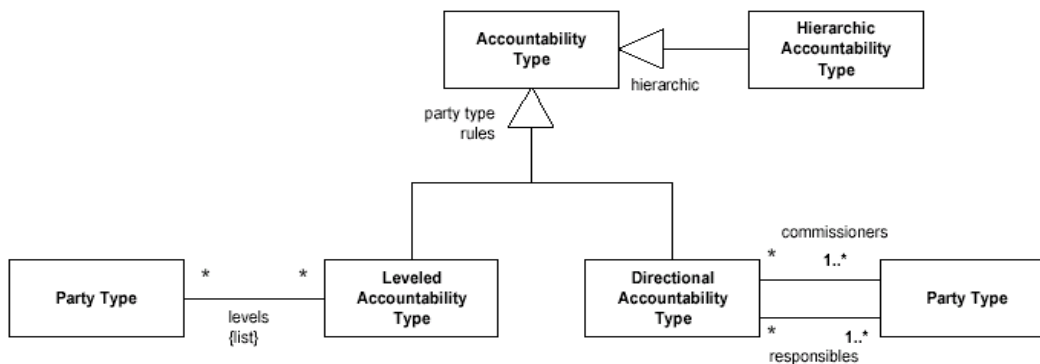 Accountability
Type
Hierarchic
Accountability
Type
hierarchic
party type
rules
commissioners
*
1..*
Party Type
*
*
levels
{list}
Leveled
Accountability
Type
Directional
Accountability
Type
Party Type
*
1..*
responsibles